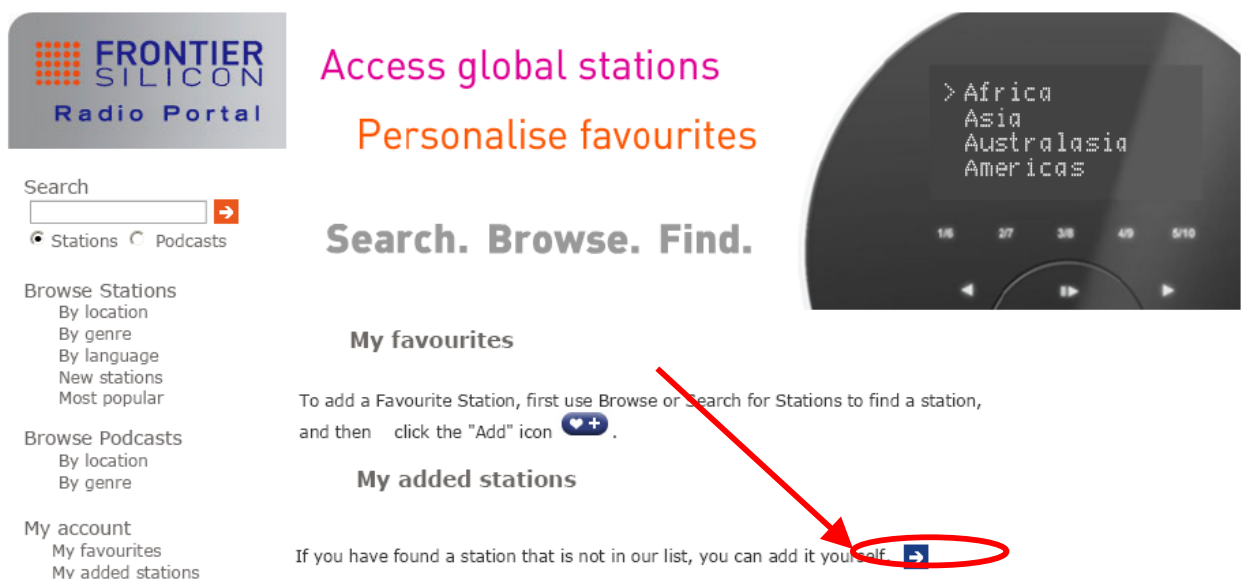 FRONTIER
SILICON
Radio Portal
Access global stations
Personalise favourites
Search. Browse. Find.
> Africa
Asia
Australasia
Americas
1/6 2/7 3/8 4/9 5/10
Search
Stations Podcasts
Browse Stations
By location
By genre
By language
New stations
Most popular
Browse Podcasts
By location
By genre
My account
My favourites
My added stations
My favourites
To add a Favourite Station, first use Browse or Search for Stations to find a station,
and then click the "Add" icon .
My added stations
If you have found a station that is not in our list, you can add it yourself.